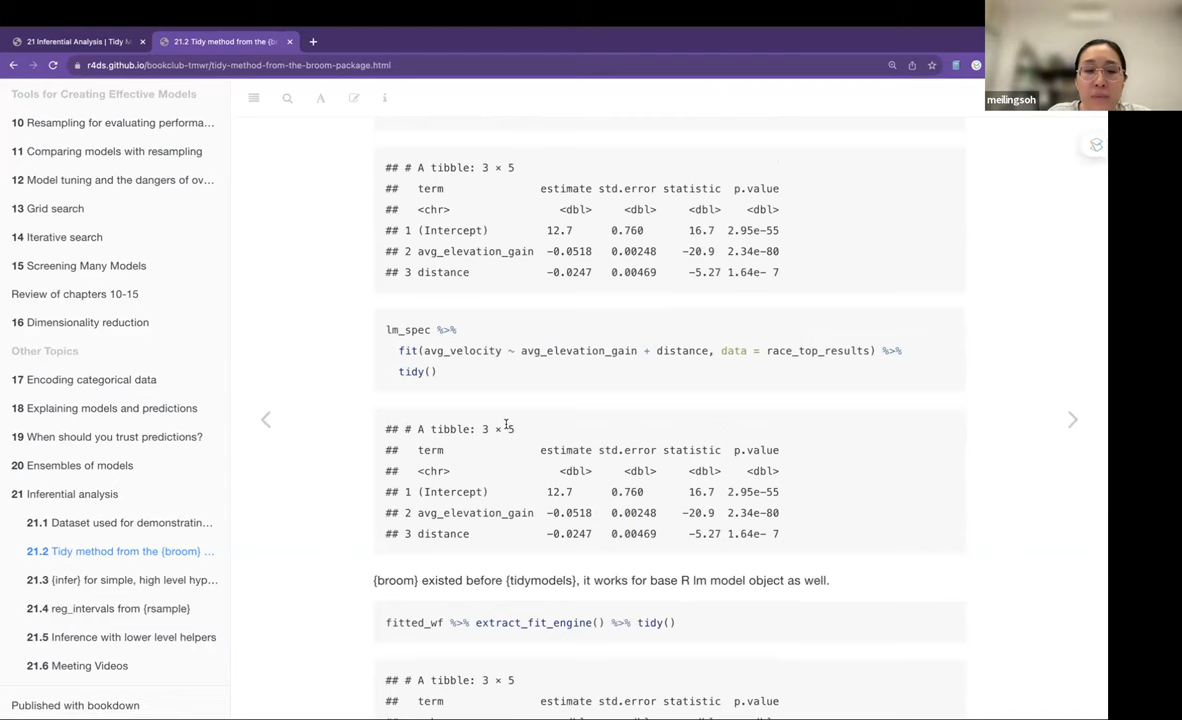 21 Inferential Analysis | Tidy M
21.2 Tidy method from the {br
r4ds.github.io/bookclub-tmwr/tidy-method-from-the-broom-package.html
meilingsoh
Tools for Creating Effective Models
10 Resampling for evaluating performa...
11 Comparing models with resampling
12 Model tuning and the dangers of ov...
13 Grid search
14 Iterative search
15 Screening Many Models
Review of chapters 10-15
16 Dimensionality reduction
Other Topics
17 Encoding categorical data
18 Explaining models and predictions
19 When should you trust predictions?
20 Ensembles of models
21 Inferential analysis
21.1 Dataset used for demonstratin...
21.2 Tidy method from the {broom} ...
21.3 {infer} for simple, high level hyp...
21.4 reg_intervals from {rsample}
21.5 Inference with lower level helpers
21.6 Meeting Videos
Published with bookdown
## # A tibble: 3 × 5
## term estimate std.error statistic p.value
## <chr> <dbl> <dbl> <dbl> <dbl>
## 1 (Intercept) 12.7 0.760 16.7 2.95e-55
## 2 avg_elevation_gain -0.0518 0.00248 -20.9 2.34e-80
## 3 distance -0.0247 0.00469 -5.27 1.64e- 7
lm_spec %>%
fit(avg_velocity ~ avg_elevation_gain + distance, data = race_top_results) %>%
tidy()
## # A tibble: 3 × 5
## term estimate std.error statistic p.value
## <chr> <dbl> <dbl> <dbl> <dbl>
## 1 (Intercept) 12.7 0.760 16.7 2.95e-55
## 2 avg_elevation_gain -0.0518 0.00248 -20.9 2.34e-80
## 3 distance -0.0247 0.00469 -5.27 1.64e- 7
{broom} existed before {tidymodels}, it works for base R lm model object as well.
fitted_wf %>% extract_fit_engine() %>% tidy()
## # A tibble: 3 × 5
## term estimate std.error statistic p.value